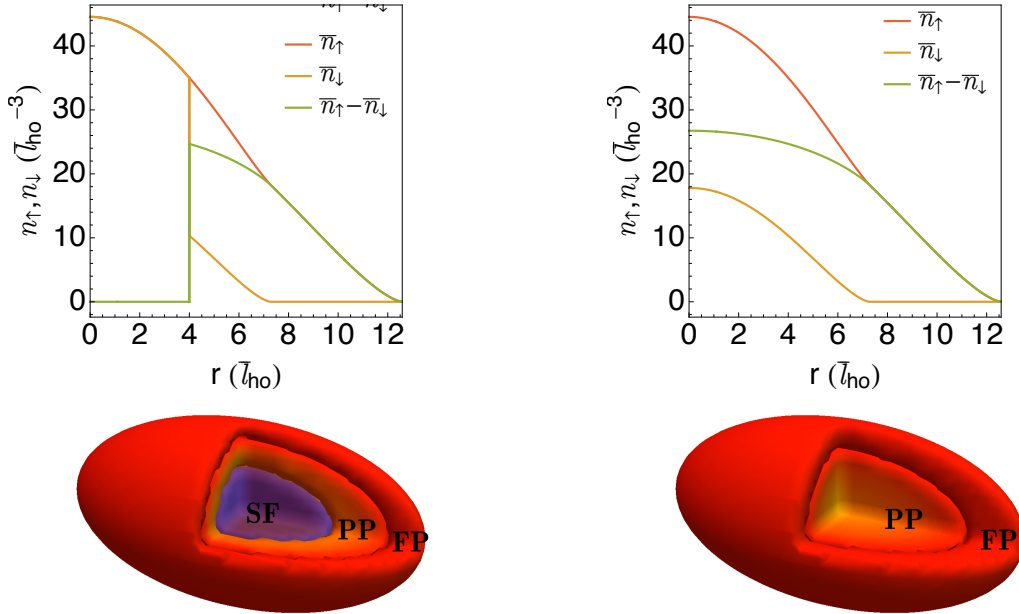 n̅↑
n̅↓
n̅↑−n̅↓
n↑, n↓ (l̅ho⁻³)
40
30
20
10
0
0 2 4 6 8 10 12
r (l̅ho)
n̅↑
n̅↓
n̅↑−n̅↓
n↑, n↓ (l̅ho⁻³)
40
30
20
10
0
0 2 4 6 8 10 12
r (l̅ho)
SF
PP
FP
PP
FP